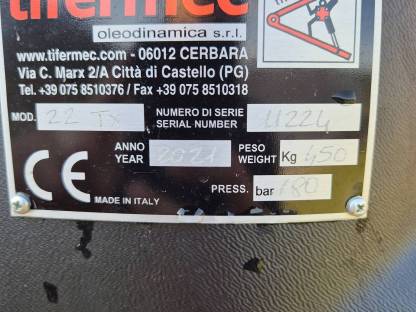 tifermec
oleodinamica s.r.l.
www.tifermec.com - 06012 CERBARA
Via C. Marx 2/A Città di Castello (PG)
Tel. +39 075 8510376 / Fax +39 075 8510318
MOD. 22 TX NUMERO DI SERIE SERIAL NUMBER 4224
ANNO YEAR 2021 PESO WEIGHT Kg 450
CE MADE IN ITALY PRESS. bar 180